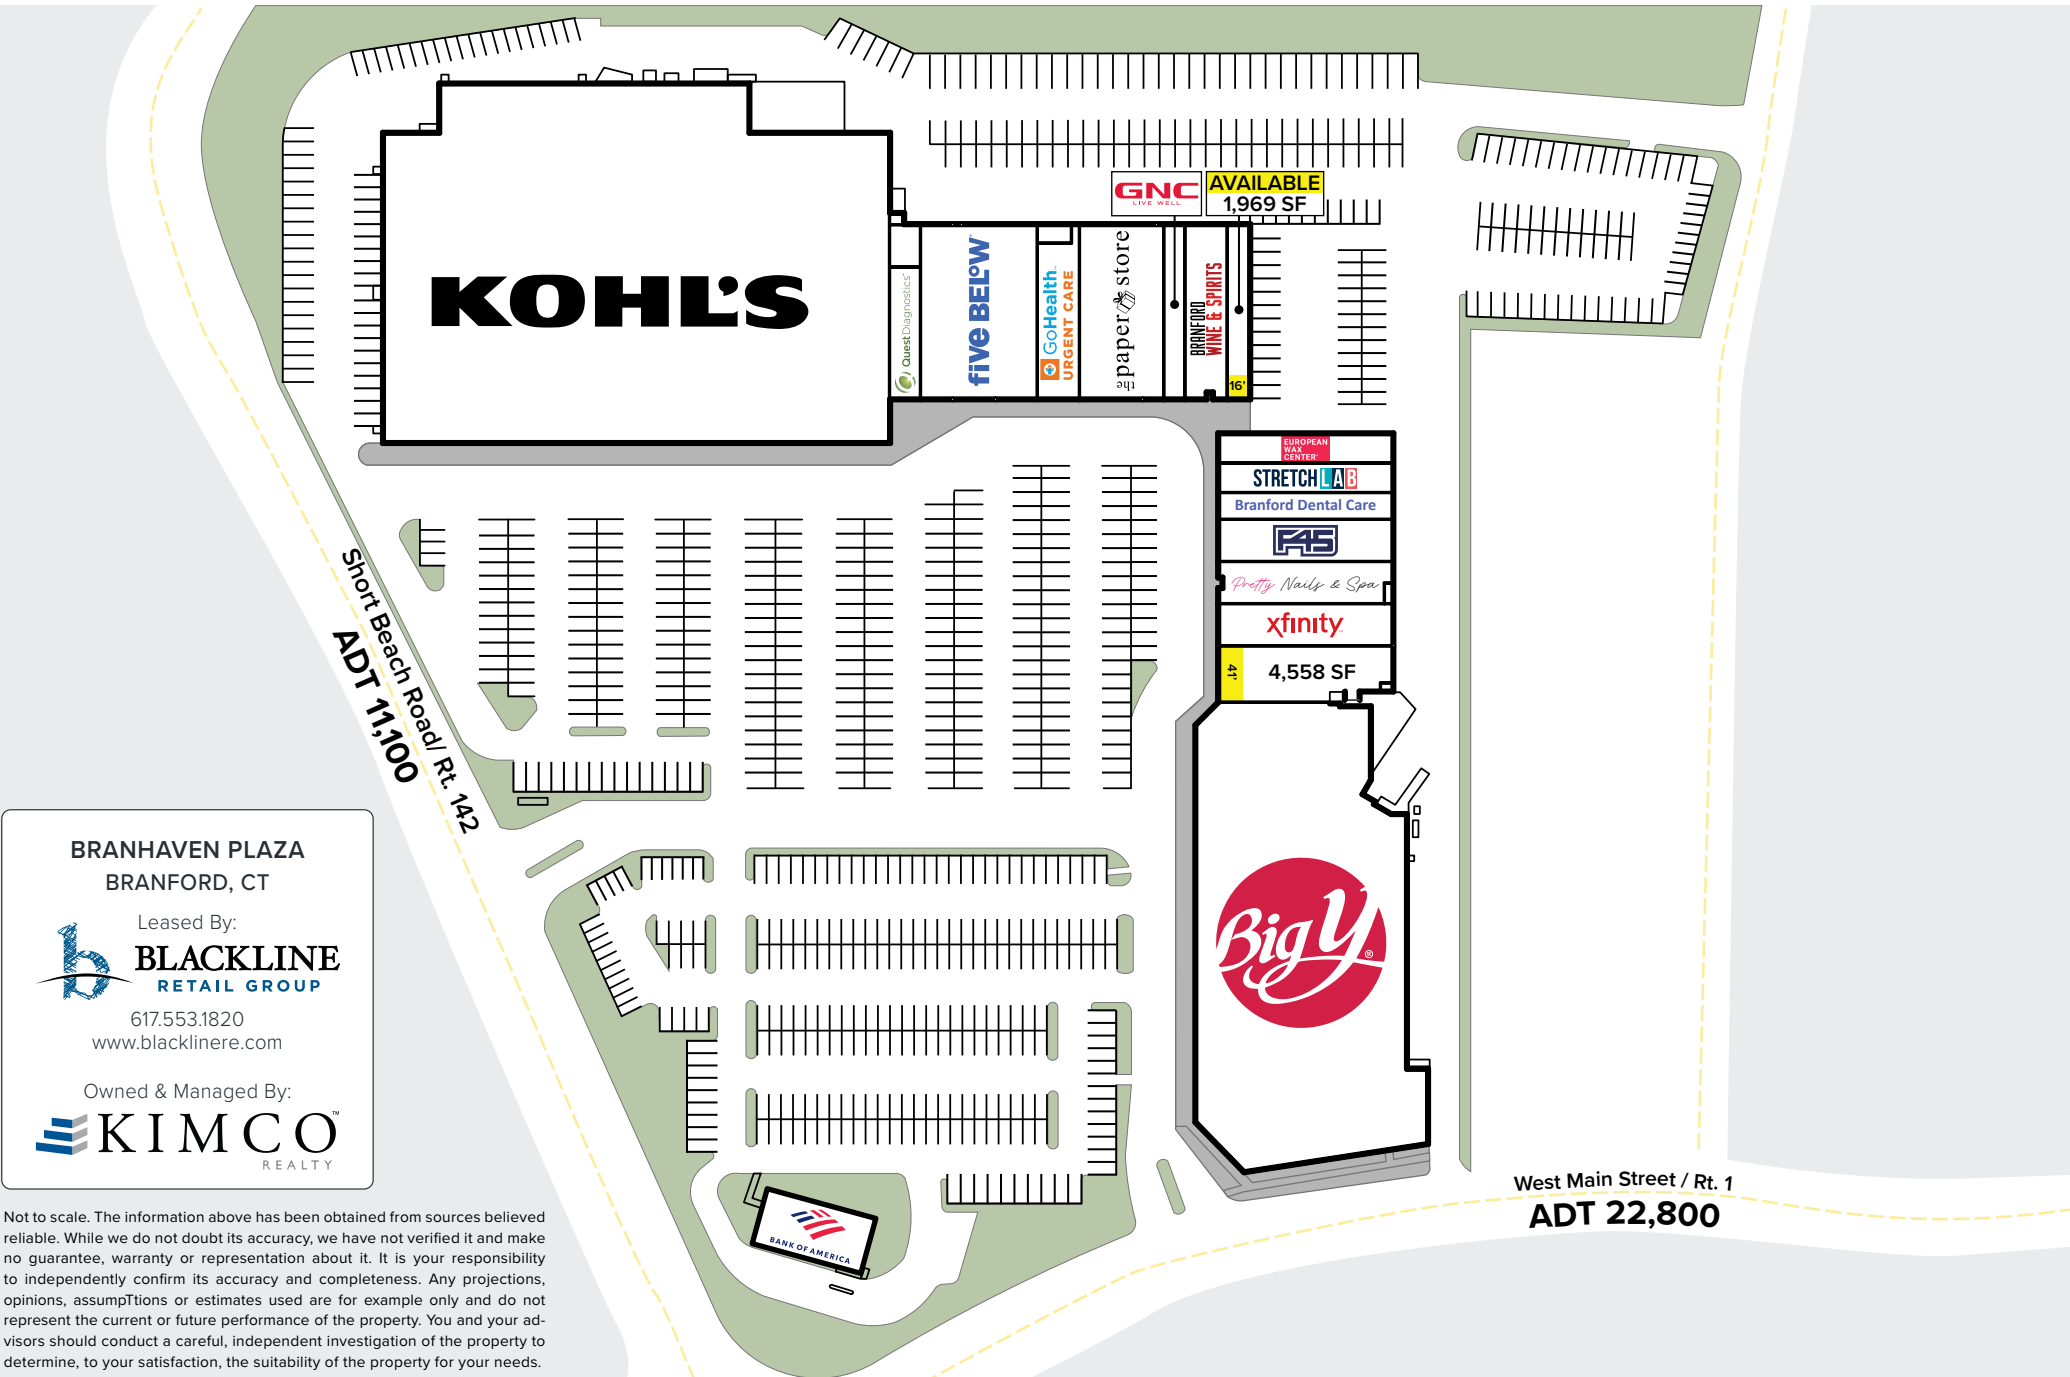 GNC
LIVE WELL
AVAILABLE
1,969 SF
KOHL'S
Quest Diagnostics™
five BELOW
GoHealth
URGENT CARE
the paper store
BRANFORD
WINE & SPIRITS
16'
EUROPEAN
WAX
CENTER
STRETCHLAB
Branford Dental Care
F45
Pretty Nails & Spa
xfinity
41'
4,558 SF
Short Beach Road/ Rt. 142
ADT 11,100
Big Y®
BANK OF AMERICA
West Main Street / Rt. 1
ADT 22,800
BRANHAVEN PLAZA
BRANFORD, CT
Leased By:
b
BLACKLINE
RETAIL GROUP
617.553.1820
www.blacklinere.com
Owned & Managed By:
KIMCO™
REALTY
Not to scale. The information above has been obtained from sources believed
reliable. While we do not doubt its accuracy, we have not verified it and make
no guarantee, warranty or representation about it. It is your responsibility
to independently confirm its accuracy and completeness. Any projections,
opinions, assumpTtions or estimates used are for example only and do not
represent the current or future performance of the property. You and your ad-
visors should conduct a careful, independent investigation of the property to
determine, to your satisfaction, the suitability of the property for your needs.